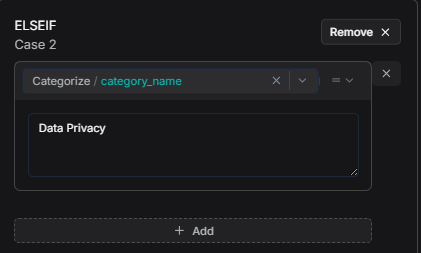 ELSEIF
Case 2
Remove ×
Categorize / category_name × =
Data Privacy
+ Add